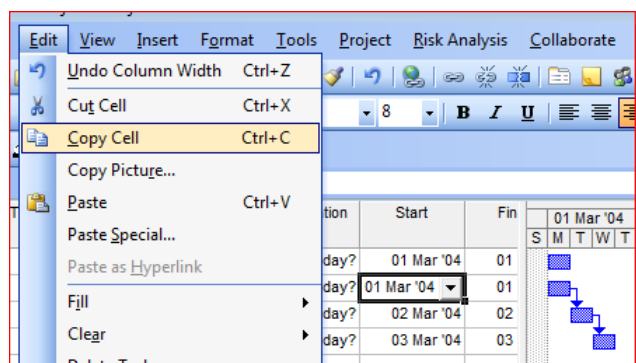 Edit View Insert Format Tools Project Risk Analysis Collaborate
Undo Column Width Ctrl+Z
Cut Cell Ctrl+X
8 B I U
Copy Cell Ctrl+C
Copy Picture...
Paste Ctrl+V
tion Start Fin 01 Mar '04
Paste Special...
S M T W T
Paste as Hyperlink
day? 01 Mar '04 01
day? 01 Mar '04 01
Fill
day? 02 Mar '04 02
Clear
day? 03 Mar '04 03